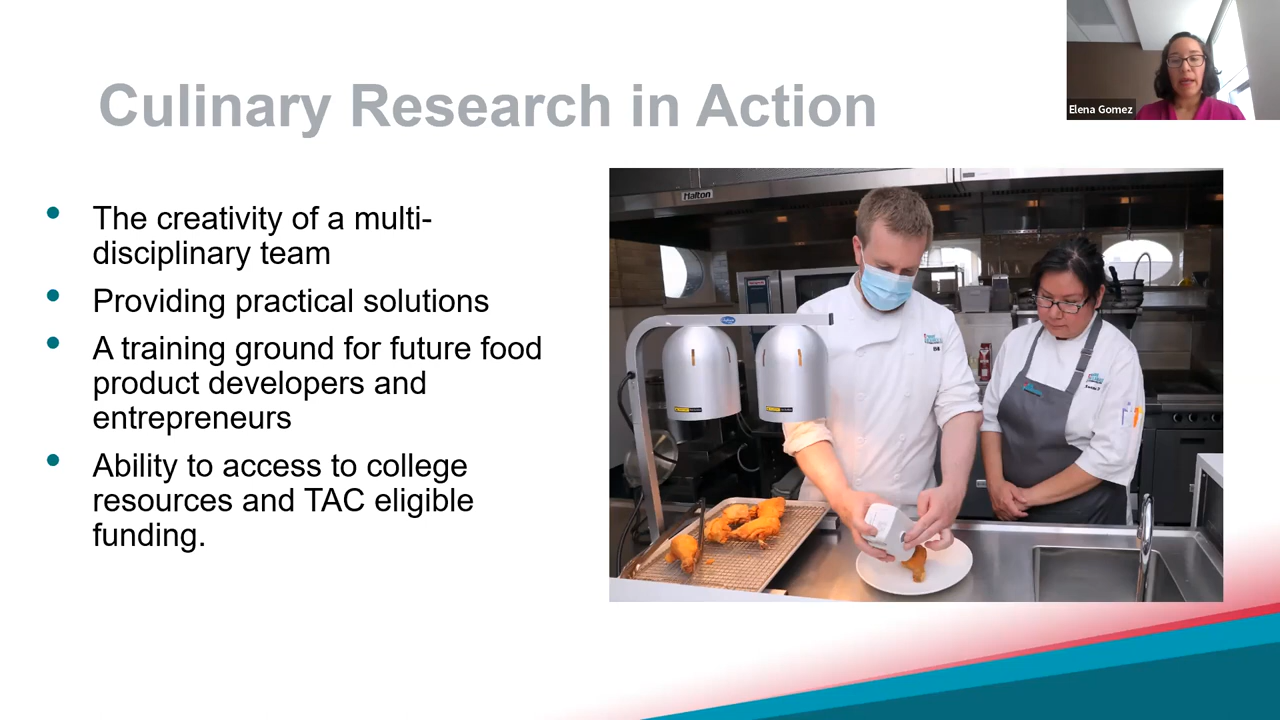 Culinary Research in Action
Elena Gomez
• The creativity of a multi-
disciplinary team
• Providing practical solutions
• A training ground for future food
product developers and
entrepreneurs
• Ability to access to college
resources and TAC eligible
funding.
Halton